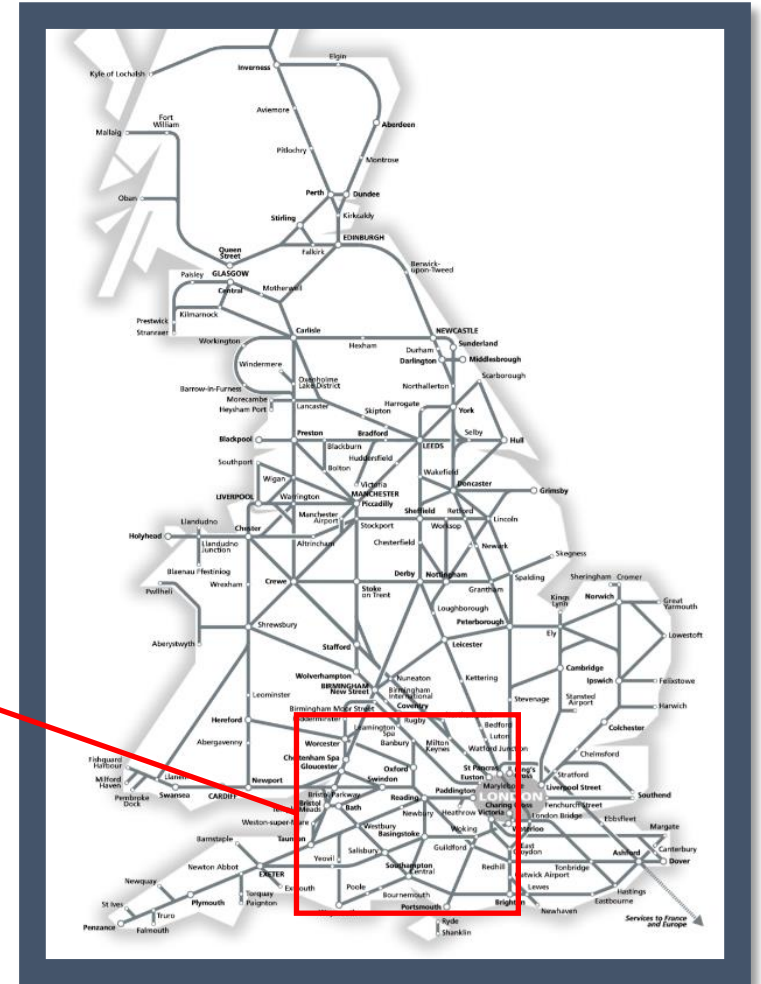 Elgin
Inverness
Kyle of Lochalsh
Aviemore
Fort
William
Aberdeen
Mallaig
Pitlochry
Montrose
Perth
Dundee
Oban
Stirling
Kirkcaldy
EDINBURGH
Queen
Street
Falkirk
Berwick-
upon-Tweed
Paisley
GLASGOW
Central
Motherwell
Prestwick
Kilmarnock
Stranraer
Carlisle
NEWCASTLE
Workington
Hexham
Sunderland
Durham
Darlington
Middlesbrough
Windermere
Scarborough
Oxenholme
Lake District
Barrow-in-Furness
Northallerton
Morecambe
Heysham Port
Lancaster
Harrogate
York
Skipton
Preston
Bradford
Selby
Blackpool
Hull
Blackburn
LEEDS
Huddersfield
Southport
Bolton
Wakefield
Wigan
Victoria
Doncaster
MANCHESTER
Piccadilly
Grimsby
LIVERPOOL
Warrington
Manchester
Airport
Sheffield
Retford
Llandudno
Stockport
Worksop
Lincoln
Holyhead
Chester
Llandudno
Junction
Altrincham
Chesterfield
Newark
Skegness
Blaenau Ffestiniog
Derby
Nottingham
Spalding
Sheringham
Cromer
Pwllheli
Wrexham
Crewe
Stoke
on Trent
Grantham
Kings
Lynn
Norwich
Great
Yarmouth
Loughborough
Peterborough
Shrewsbury
Ely
Lowestoft
Aberystwyth
Stafford
Leicester
Cambridge
Wolverhampton
BIRMINGHAM
New Street
Nuneaton
Kettering
Ipswich
Felixstowe
Birmingham
International
Leominster
Stevenage
Stansted
Airport
Harwich
Birmingham Moor Street
Coventry
Hereford
Kidderminster
Rugby
Bedford
Colchester
Leamington
Spa
Abergavenny
Worcester
Banbury
Milton
Keynes
Luton
Watford Junction
Chelmsford
Fishguard
Harbour
Cheltenham Spa
Gloucester
Oxford
St Pancras
Euston
King's
Cross
Stratford
Milford
Haven
Llanelli
Newport
Swindon
Marylebone
Liverpool Street
Pembroke
Dock
Swansea
CARDIFF
Bristol Parkway
Reading
Paddington
LONDON
Southend
Bristol
Temple Meads
Bath
Newbury
Charing Cross
Fenchurch Street
Heathrow
Victoria
London Bridge
Weston-super-Mare
Westbury
Ebbsfleet
Basingstoke
Woking
Waterloo
Margate
Barnstaple
Taunton
Salisbury
Guildford
East
Croydon
Canterbury
Yeovil
Newton Abbot
EXETER
Southampton
Central
Redhill
Tonbridge
Ashford
Dover
Gatwick Airport
Newquay
Exmouth
Poole
Lewes
Hastings
Torquay
Paignton
Bournemouth
Eastbourne
St Ives
Plymouth
Weymouth
Portsmouth
Brighton
Newhaven
Truro
Ryde
Services to France
and Europe
Penzance
Falmouth
Shanklin